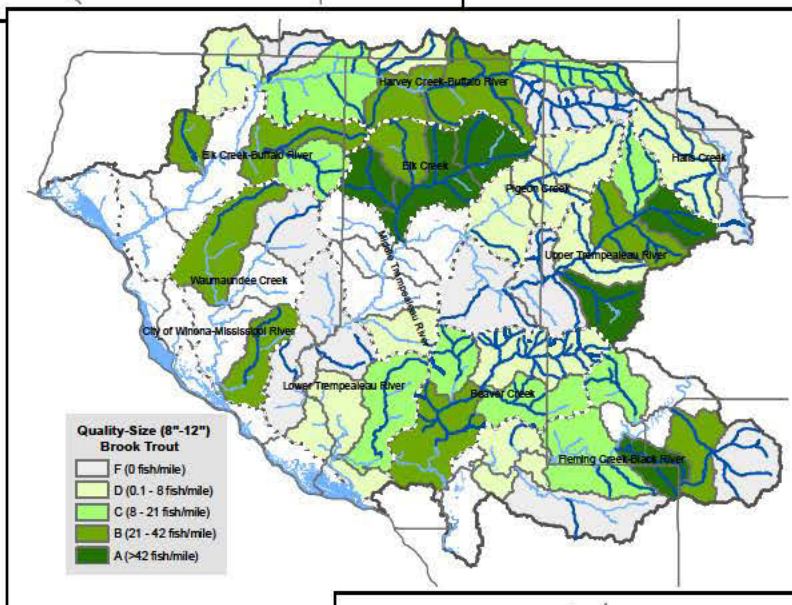 Harvey Creek-Buffalo River
Elk Creek-Buffalo River
Elk Creek
Halls Creek
Pigeon Creek
Upper Trempealeau River
Middle Trempealeau River
Waumaundee Creek
City of Winona-Mississippi River
Lower Trempealeau River
Beaver Creek
Fleming Creek-Black River
Quality-Size (8"-12")
Brook Trout
F (0 fish/mile)
D (0.1 - 8 fish/mile)
C (8 - 21 fish/mile)
B (21 - 42 fish/mile)
A (>42 fish/mile)